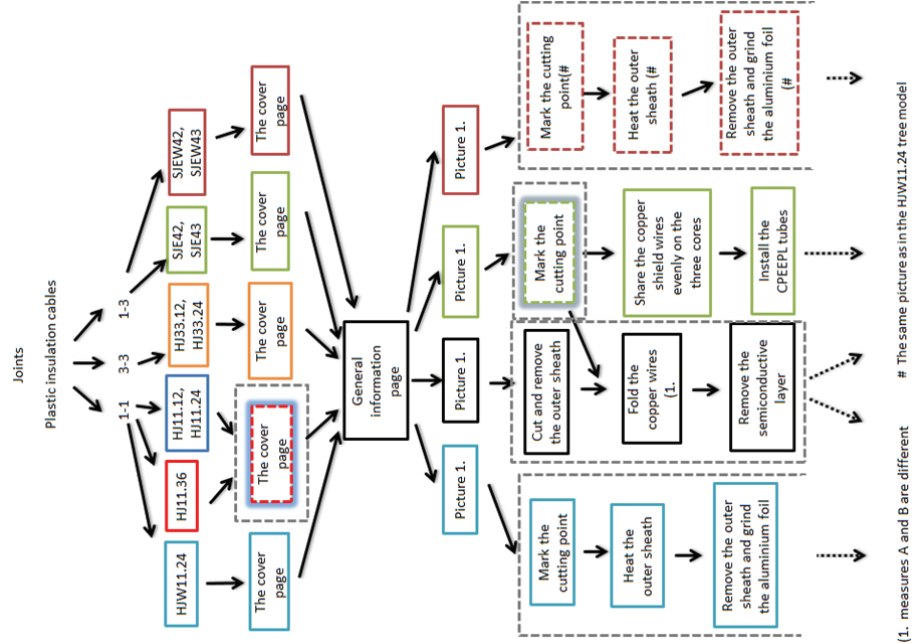 Joints
Plastic insulation cables
1-1
3-3
1-3
HJW11.24
HJ11.36
HJ11.12,
HJ11.24
HJ33.12,
HJ33.24
SJE42,
SJE43
SJEW42,
SJEW43
The cover
page
The cover
page
The cover
page
The cover
page
The cover
page
General
information
page
Picture 1.
Picture 1.
Picture 1.
Picture 1.
Mark the
cutting point
Heat the
outer sheath
Remove the outer
sheath and grind
the aluminium foil
Cut and remove
the outer sheath
Fold the
copper wires
(1.
Remove the
semiconductive
layer
Mark the
cutting point
Share the copper
shield wires
evenly on the
three cores
Install the
CPEEPL tubes
Mark the cutting
point(#
Heat the outer
sheath (#
Remove the outer
sheath and grind
the aluminium foil
(#
(1. measures A and B are different
# The same picture as in the HJW11.24 tree model